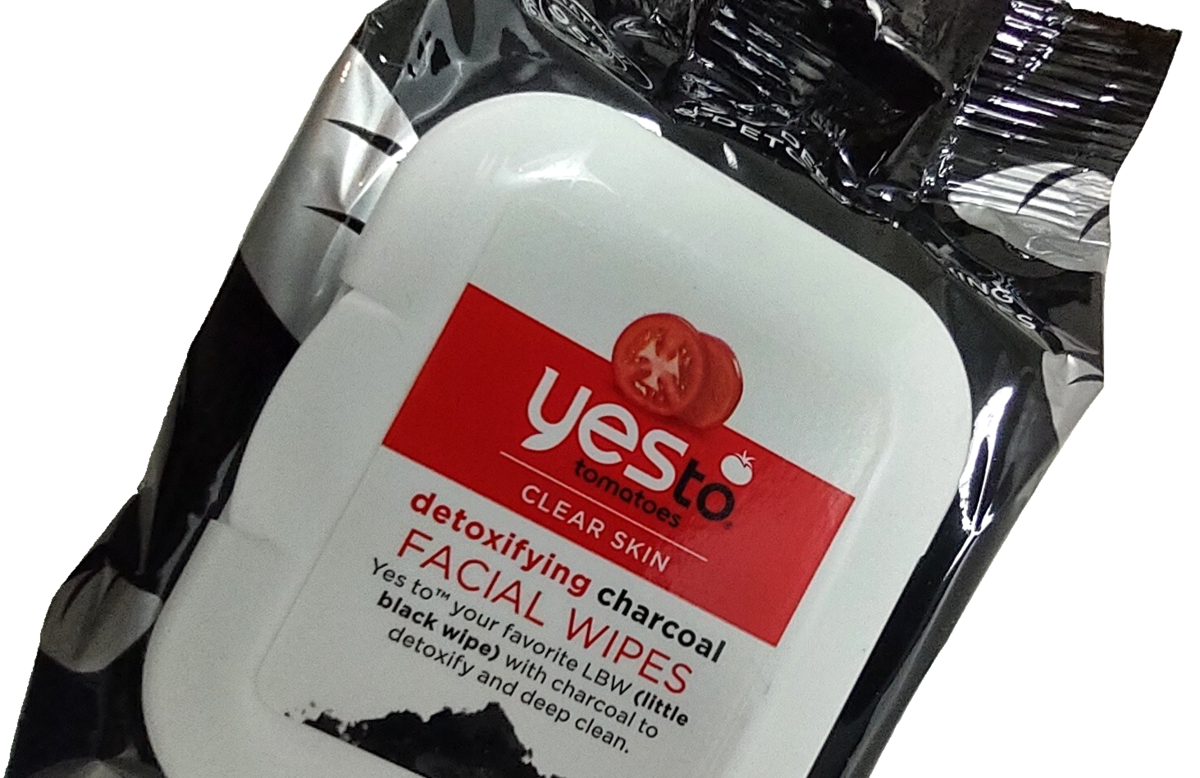 yes to
tomatoes
CLEAR SKIN
detoxifying charcoal
FACIAL WIPES
Yes to™ your favorite LBW (little
black wipe) with charcoal to
detoxify and deep clean.